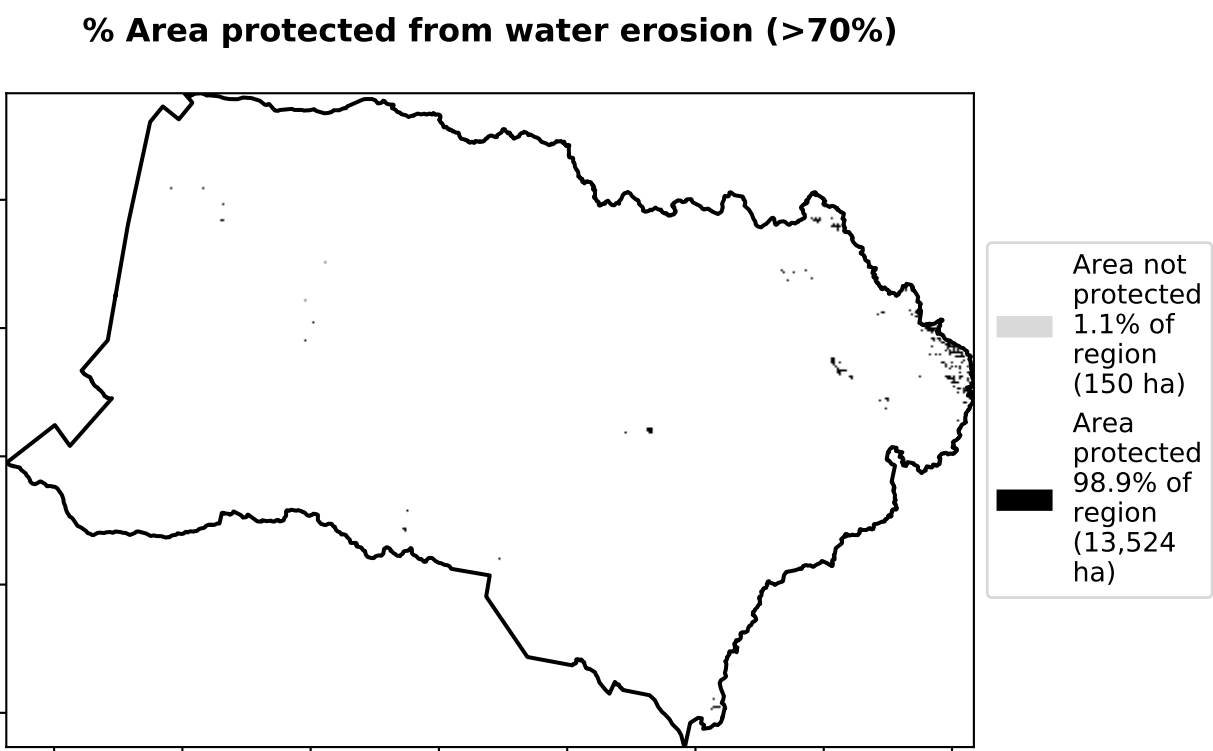 % Area protected from water erosion (>70%)
Area not
protected
1.1% of
region
(150 ha)
Area
protected
98.9% of
region
(13,524
ha)